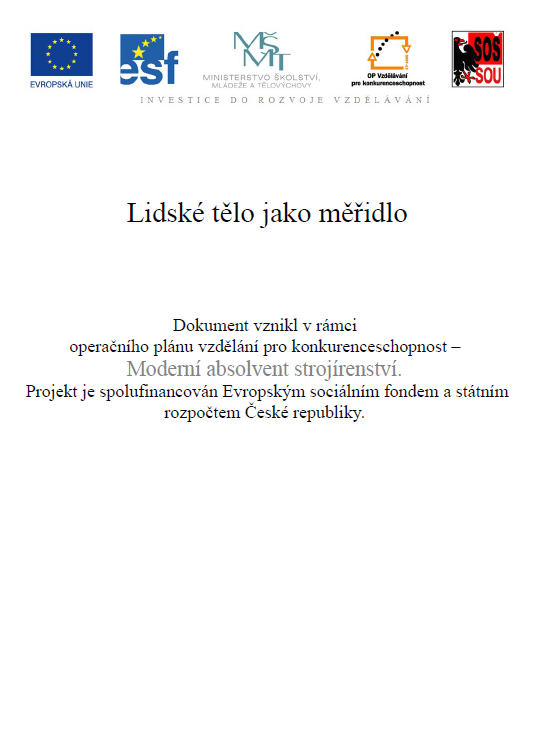 EVROPSKÁ UNIE
esf
MŠMT
MINISTERSTVO ŠKOLSTVÍ,
MLÁDEŽE A TĚLOVÝCHOVY
OP Vzdělávání
pro konkurenceschopnost
SOŠ
SOU
INVESTICE DO ROZVOJE VZDĚLÁVÁNÍ
Lidské tělo jako měřidlo
Dokument vznikl v rámci
operačního plánu vzdělání pro konkurenceschopnost –
Moderní absolvent strojírenství.
Projekt je spolufinancován Evropským sociálním fondem a státním
rozpočtem České republiky.